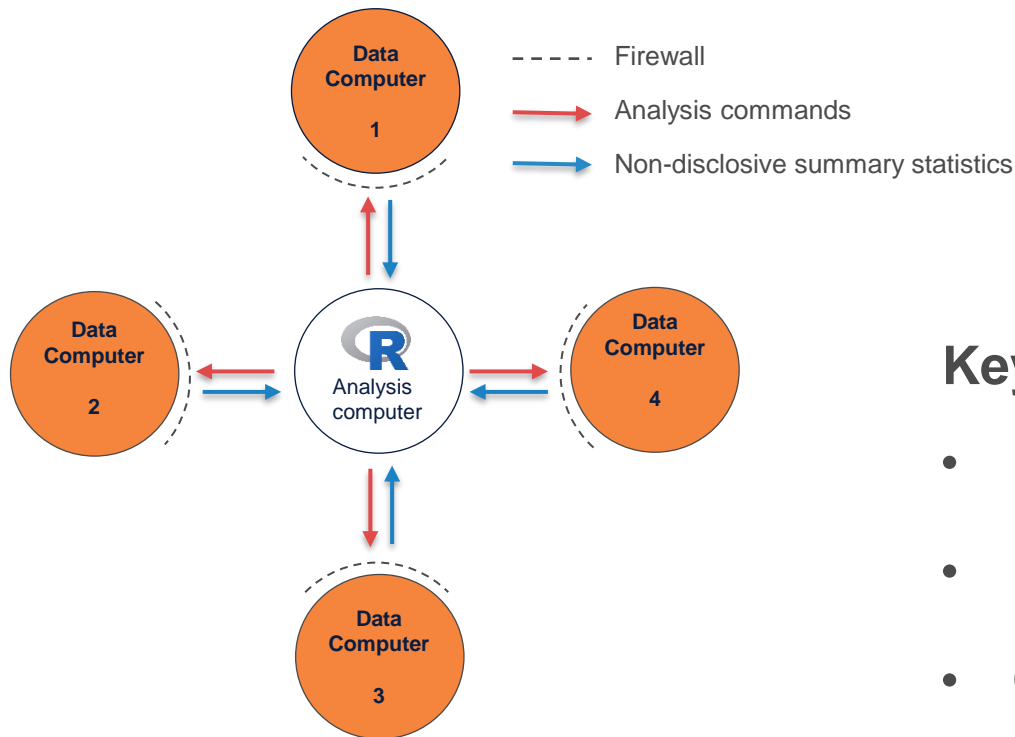 Data
Computer
1
Firewall
Analysis commands
Non-disclosive summary statistics
Data
Computer
2
R
Analysis
computer
Data
Computer
4
Data
Computer
3
Key
•
•
•